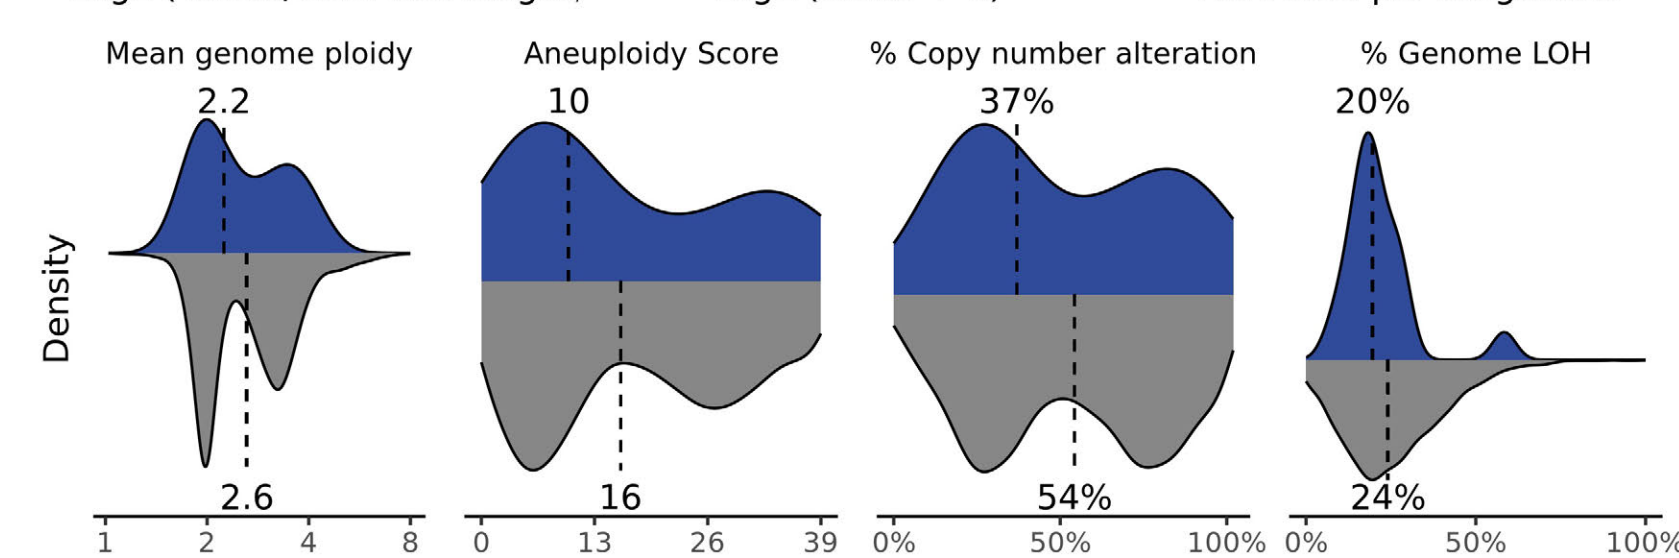 Mean genome ploidy Aneuploidy Score % Copy number alteration % Genome LOH
2.2 10 37% 20%
Density
2.6 16 54% 24%
1 2 4 8 0 13 26 39 0% 50% 100% 0% 50% 100%